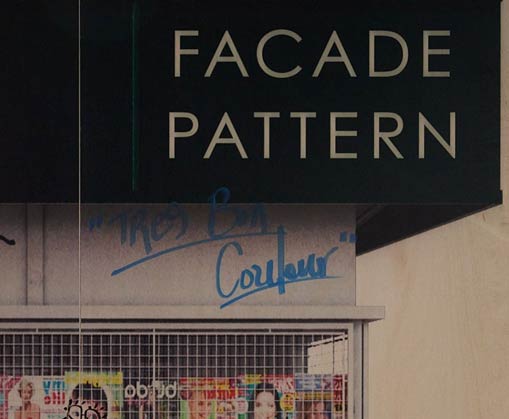 FACADE
PATTERN
"TRES Bon
Couleur"